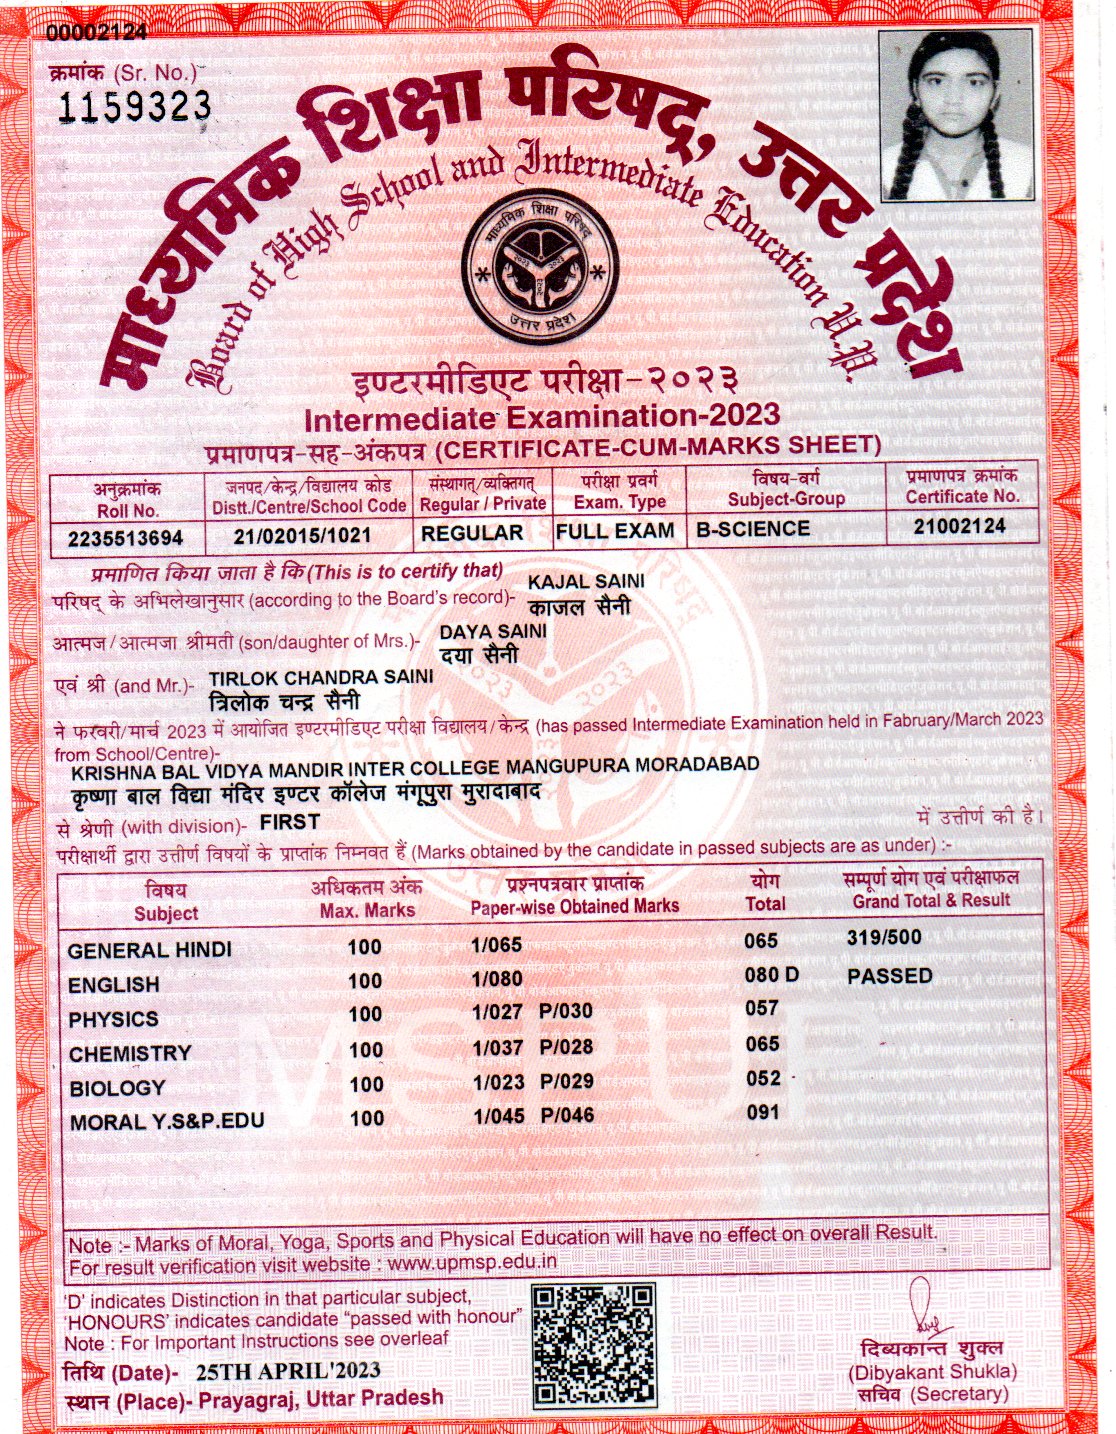 00002124
क्रमांक (Sr. No.)
1159323
माध्यमिक शिक्षा परिषद्, उत्तर प्रदेश
Board of High School and Intermediate Education U.P.
माध्यमिक शिक्षा परिषद्
२०२३ २०२३
२०२३
उत्तर प्रदेश
इण्टरमीडिएट परीक्षा-२०२३
Intermediate Examination-2023
प्रमाणपत्र-सह-अंकपत्र (CERTIFICATE-CUM-MARKS SHEET)
अनुक्रमांक जनपद/केन्द्र/विद्यालय कोड संस्थागत्/व्यक्तिगत् परीक्षा प्रवर्ग विषय-वर्ग प्रमाणपत्र क्रमांक
Roll No. Distt./Centre/School Code Regular / Private Exam. Type Subject-Group Certificate No.
2235513694 21/02015/1021 REGULAR FULL EXAM B-SCIENCE 21002124
प्रमाणित किया जाता है कि (This is to certify that) KAJAL SAINI
परिषद् के अभिलेखानुसार (according to the Board's record)- काजल सैनी
आत्मज/आत्मजा श्रीमती (son/daughter of Mrs.)- DAYA SAINI
दया सैनी
एवं श्री (and Mr.)- TIRLOK CHANDRA SAINI
त्रिलोक चन्द्र सैनी
ने फरवरी/मार्च 2023 में आयोजित इण्टरमीडिएट परीक्षा विद्यालय/केन्द्र (has passed Intermediate Examination held in Fabruary/March 2023
from School/Centre)-
KRISHNA BAL VIDYA MANDIR INTER COLLEGE MANGUPURA MORADABAD
कृष्णा बाल विद्या मंदिर इण्टर कॉलेज मंगूपुरा मुरादाबाद
से श्रेणी (with division)- FIRST में उत्तीर्ण की है।
परीक्षार्थी द्वारा उत्तीर्ण विषयों के प्राप्तांक निम्नवत हैं (Marks obtained by the candidate in passed subjects are as under) :-
विषय अधिकतम अंक प्रश्नपत्रवार प्राप्तांक योग सम्पूर्ण योग एवं परीक्षाफल
Subject Max. Marks Paper-wise Obtained Marks Total Grand Total & Result
GENERAL HINDI 100 1/065 065 319/500
ENGLISH 100 1/080 080 D PASSED
PHYSICS 100 1/027 P/030 057
CHEMISTRY 100 1/037 P/028 065
BIOLOGY 100 1/023 P/029 052
MORAL Y.S&P.EDU 100 1/045 P/046 091
Note :- Marks of Moral, Yoga, Sports and Physical Education will have no effect on overall Result.
For result verification visit website : www.upmsp.edu.in
'D' indicates Distinction in that particular subject,
'HONOURS' indicates candidate "passed with honour"
Note : For Important Instructions see overleaf
तिथि (Date)- 25TH APRIL'2023
स्थान (Place)- Prayagraj, Uttar Pradesh
दिब्यकान्त शुक्ल
(Dibyakant Shukla)
सचिव (Secretary)